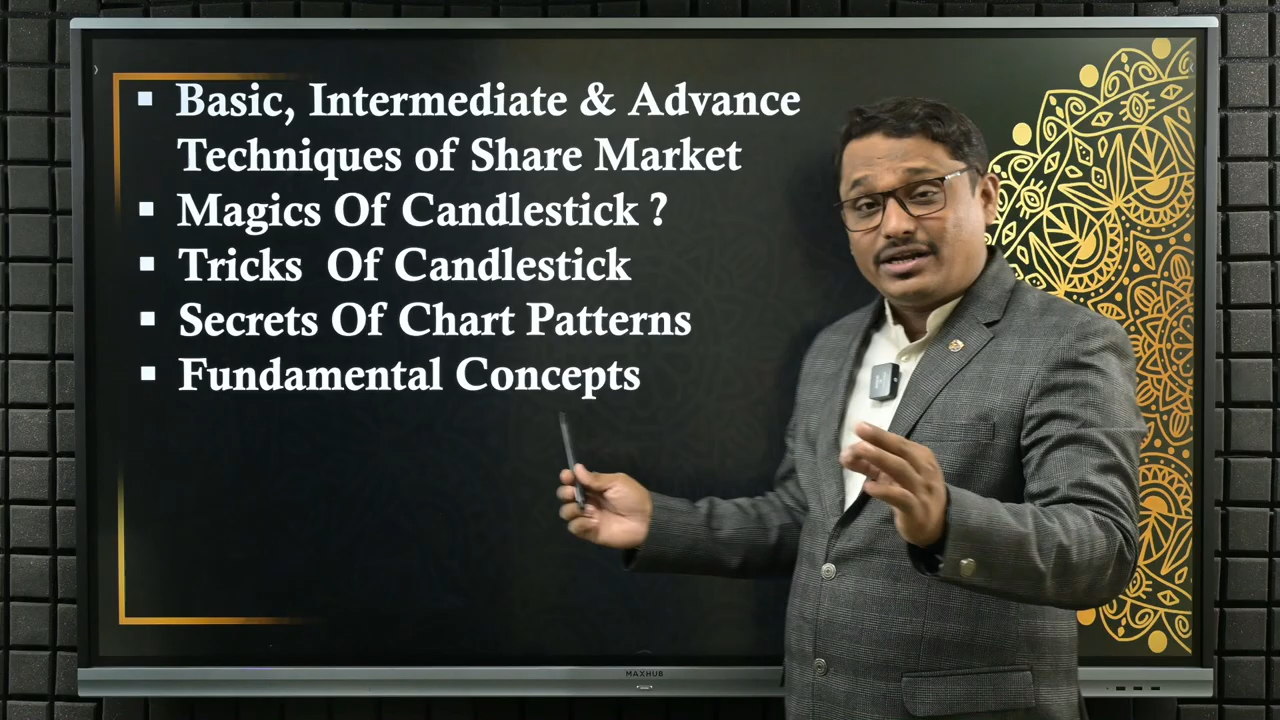 ▪ Basic, Intermediate & Advance
Techniques of Share Market
▪ Magics Of Candlestick ?
▪ Tricks Of Candlestick
▪ Secrets Of Chart Patterns
▪ Fundamental Concepts
MAXHUB